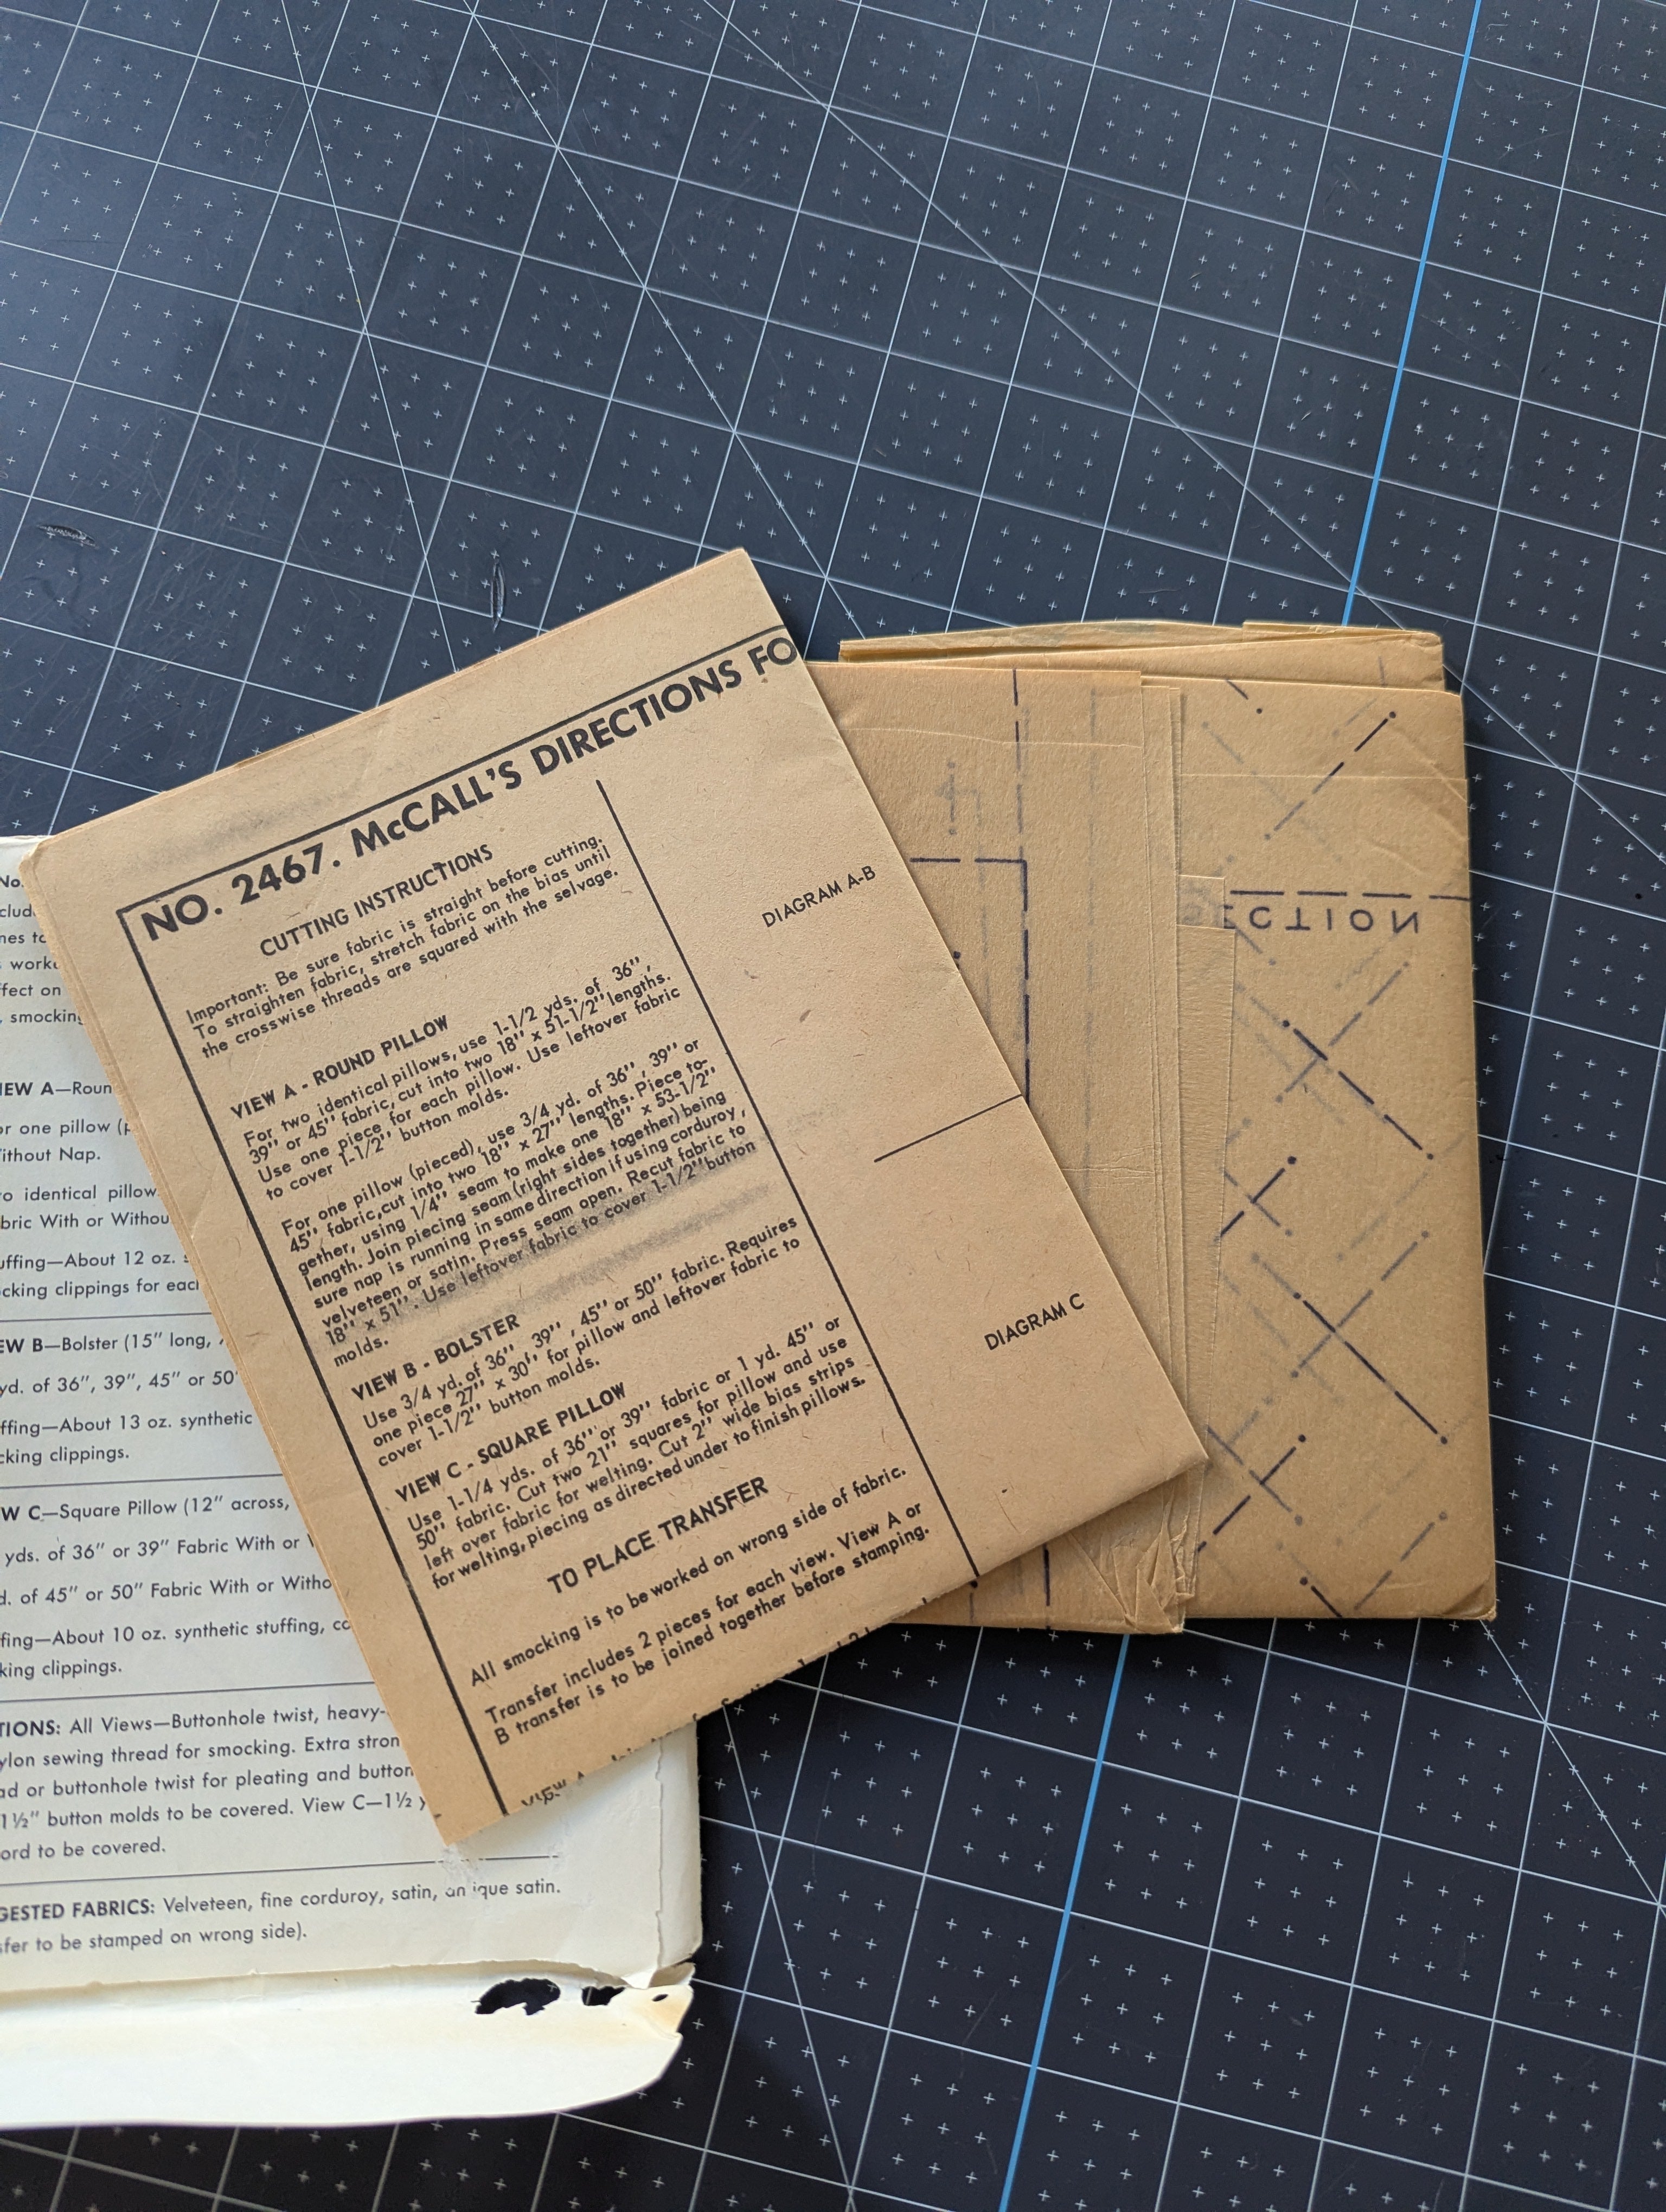 NO. 2467. McCALL'S DIRECTIONS FO
CUTTING INSTRUCTIONS
Important: Be sure fabric is straight before cutting.
To straighten fabric, stretch fabric on the bias until
the crosswise threads are squared with the selvage.
VIEW A - ROUND PILLOW
For two identical pillows, use 1-1/2 yds. of 36'',
39'' or 45'' fabric, cut into two 18'' x 51-1/2'' lengths.
Use one piece for each pillow. Use leftover fabric
to cover 1-1/2'' button molds.
For one pillow (pieced), use 3/4 yd. of 36'', 39'' or
45'' fabric, cut into two 18'' x 27'' lengths. Piece to-
gether, using 1/4'' seam to make one 18'' x 53-1/2''
length. Join piecing seam (right sides together) being
sure nap is running in same direction if using corduroy,
velveteen or satin. Press seam open. Recut fabric to
18'' x 51''. Use leftover fabric to cover 1-1/2'' button
molds.
VIEW B - BOLSTER
Use 3/4 yd. of 36'', 39'', 45'' or 50'' fabric. Requires
one piece 27'' x 30'' for pillow and leftover fabric to
cover 1-1/2'' button molds.
VIEW C - SQUARE PILLOW
Use 1-1/4 yds. of 36'' or 39'' fabric or 1 yd. 45'' or
50'' fabric. Cut two 21'' squares for pillow and use
left over fabric for welting. Cut 2'' wide bias strips
for welting, piecing as directed under to finish pillows.
TO PLACE TRANSFER
All smocking is to be worked on wrong side of fabric.
Transfer includes 2 pieces for each view. View A or
B transfer is to be joined together before stamping.
DIAGRAM A-B
DIAGRAM C
ECTION
No.
clud
nes to
work
ffect on
, smocking
IEW A—Roun
or one pillow (p
ithout Nap.
o identical pillow
bric With or Withou
uffing—About 12 oz. s
cking clippings for each
EW B—Bolster (15" long,
yd. of 36", 39", 45" or 50"
ffing—About 13 oz. synthetic
cking clippings.
W C—Square Pillow (12" across,
yds. of 36" or 39" Fabric With or
d. of 45" or 50" Fabric With or Witho
fing—About 10 oz. synthetic stuffing, co
king clippings.
TIONS: All Views—Buttonhole twist, heavy-
ylon sewing thread for smocking. Extra stron
ad or buttonhole twist for pleating and button
1½" button molds to be covered. View C—1½ y
ord to be covered.
GESTED FABRICS: Velveteen, fine corduroy, satin, an ique satin.
sfer to be stamped on wrong side).